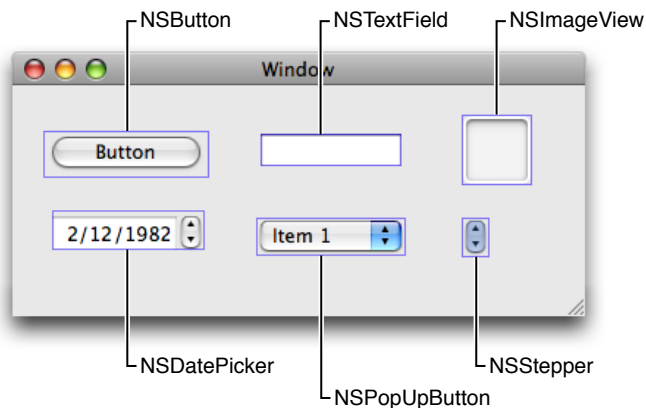 NSButton
NSTextField
NSImageView
Window
Button
2/12/1982
Item 1
NSDatePicker
NSStepper
NSPopUpButton